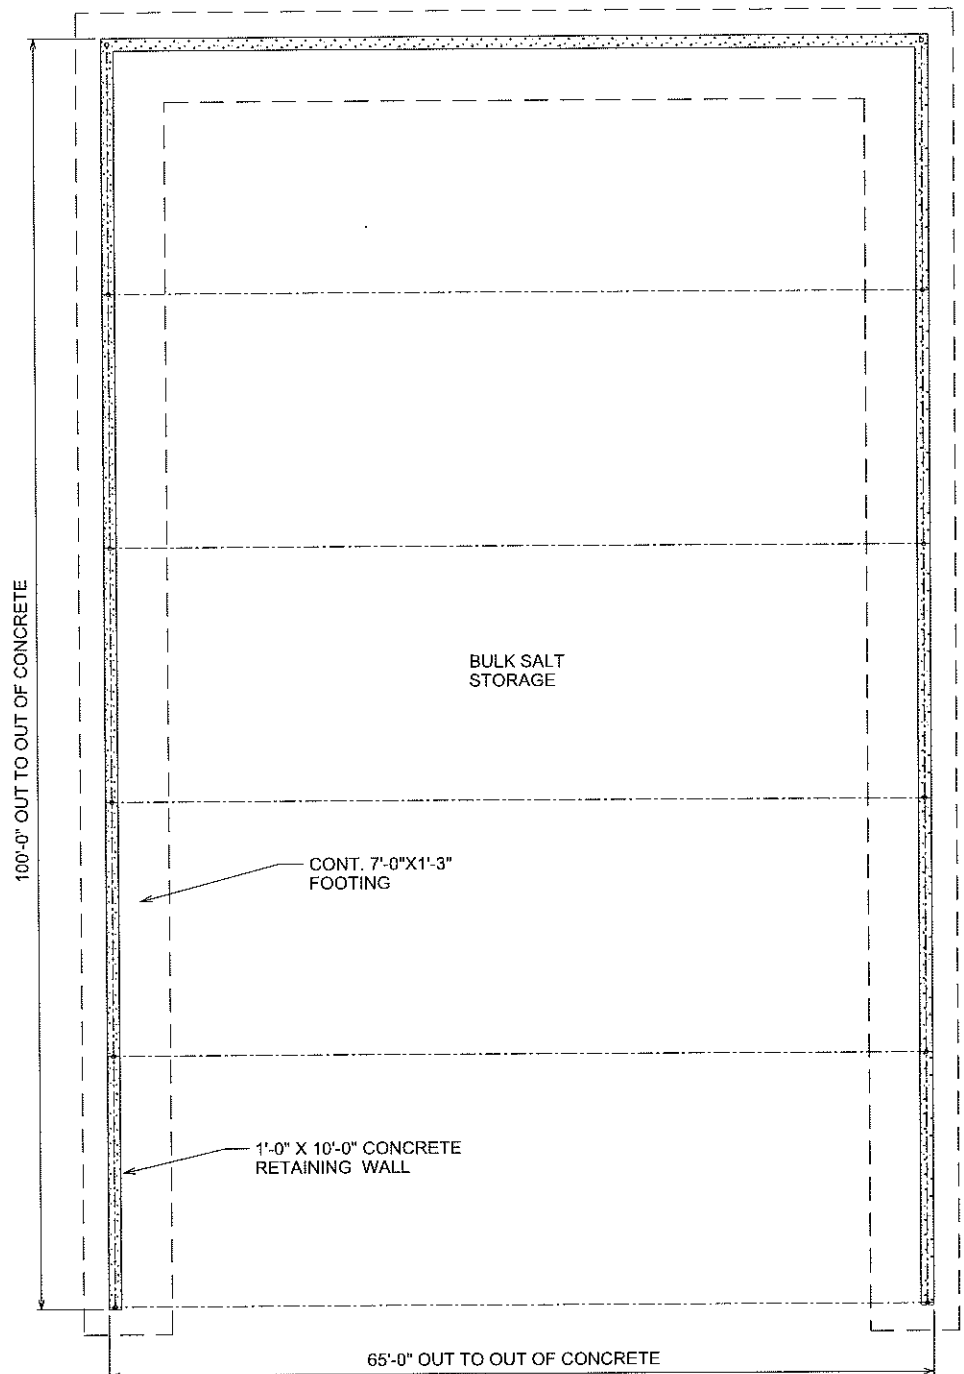 100'-0" OUT TO OUT OF CONCRETE
BULK SALT
STORAGE
CONT. 7'-0"X1'-3"
FOOTING
1'-0" X 10'-0" CONCRETE
RETAINING WALL
65'-0" OUT TO OUT OF CONCRETE